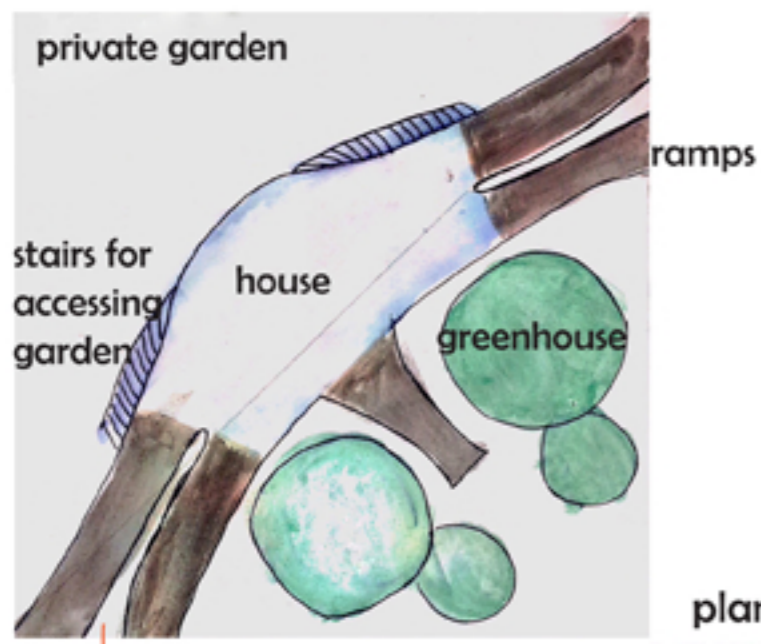 private garden
ramps
stairs for
accessing
garden
house
greenhouse